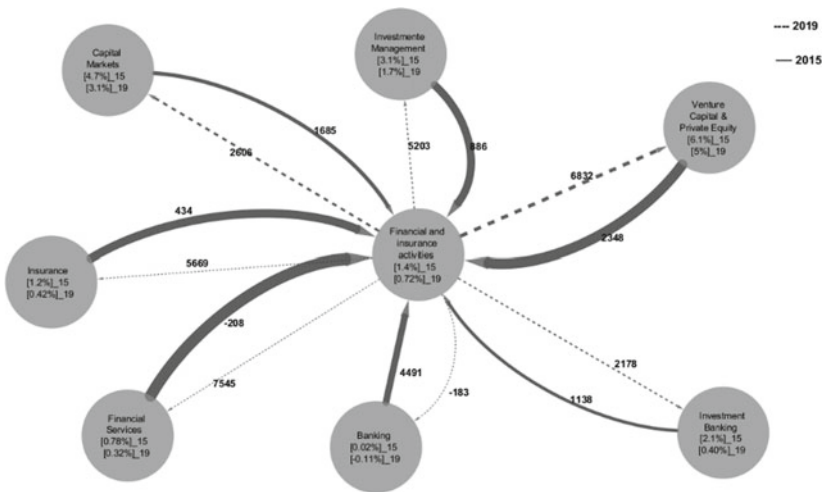 --- 2019
— 2015
Capital
Markets
[4.7%]_15
[3.1%]_19
Investmente
Management
[3.1%]_15
[1.7%]_19
Venture
Capital &
Private Equity
[6.1%]_15
[5%]_19
1685
2606
5203
886
6832
2348
Financial and
insurance
activities
[1.4%]_15
[0.72%]_19
434
5669
Insurance
[1.2%]_15
[0.42%]_19
-208
7545
4491
-183
2178
1138
Financial
Services
[0.78%]_15
[0.32%]_19
Banking
[0.02%]_15
[-0.11%]_19
Investment
Banking
[2.1%]_15
[0.40%]_19